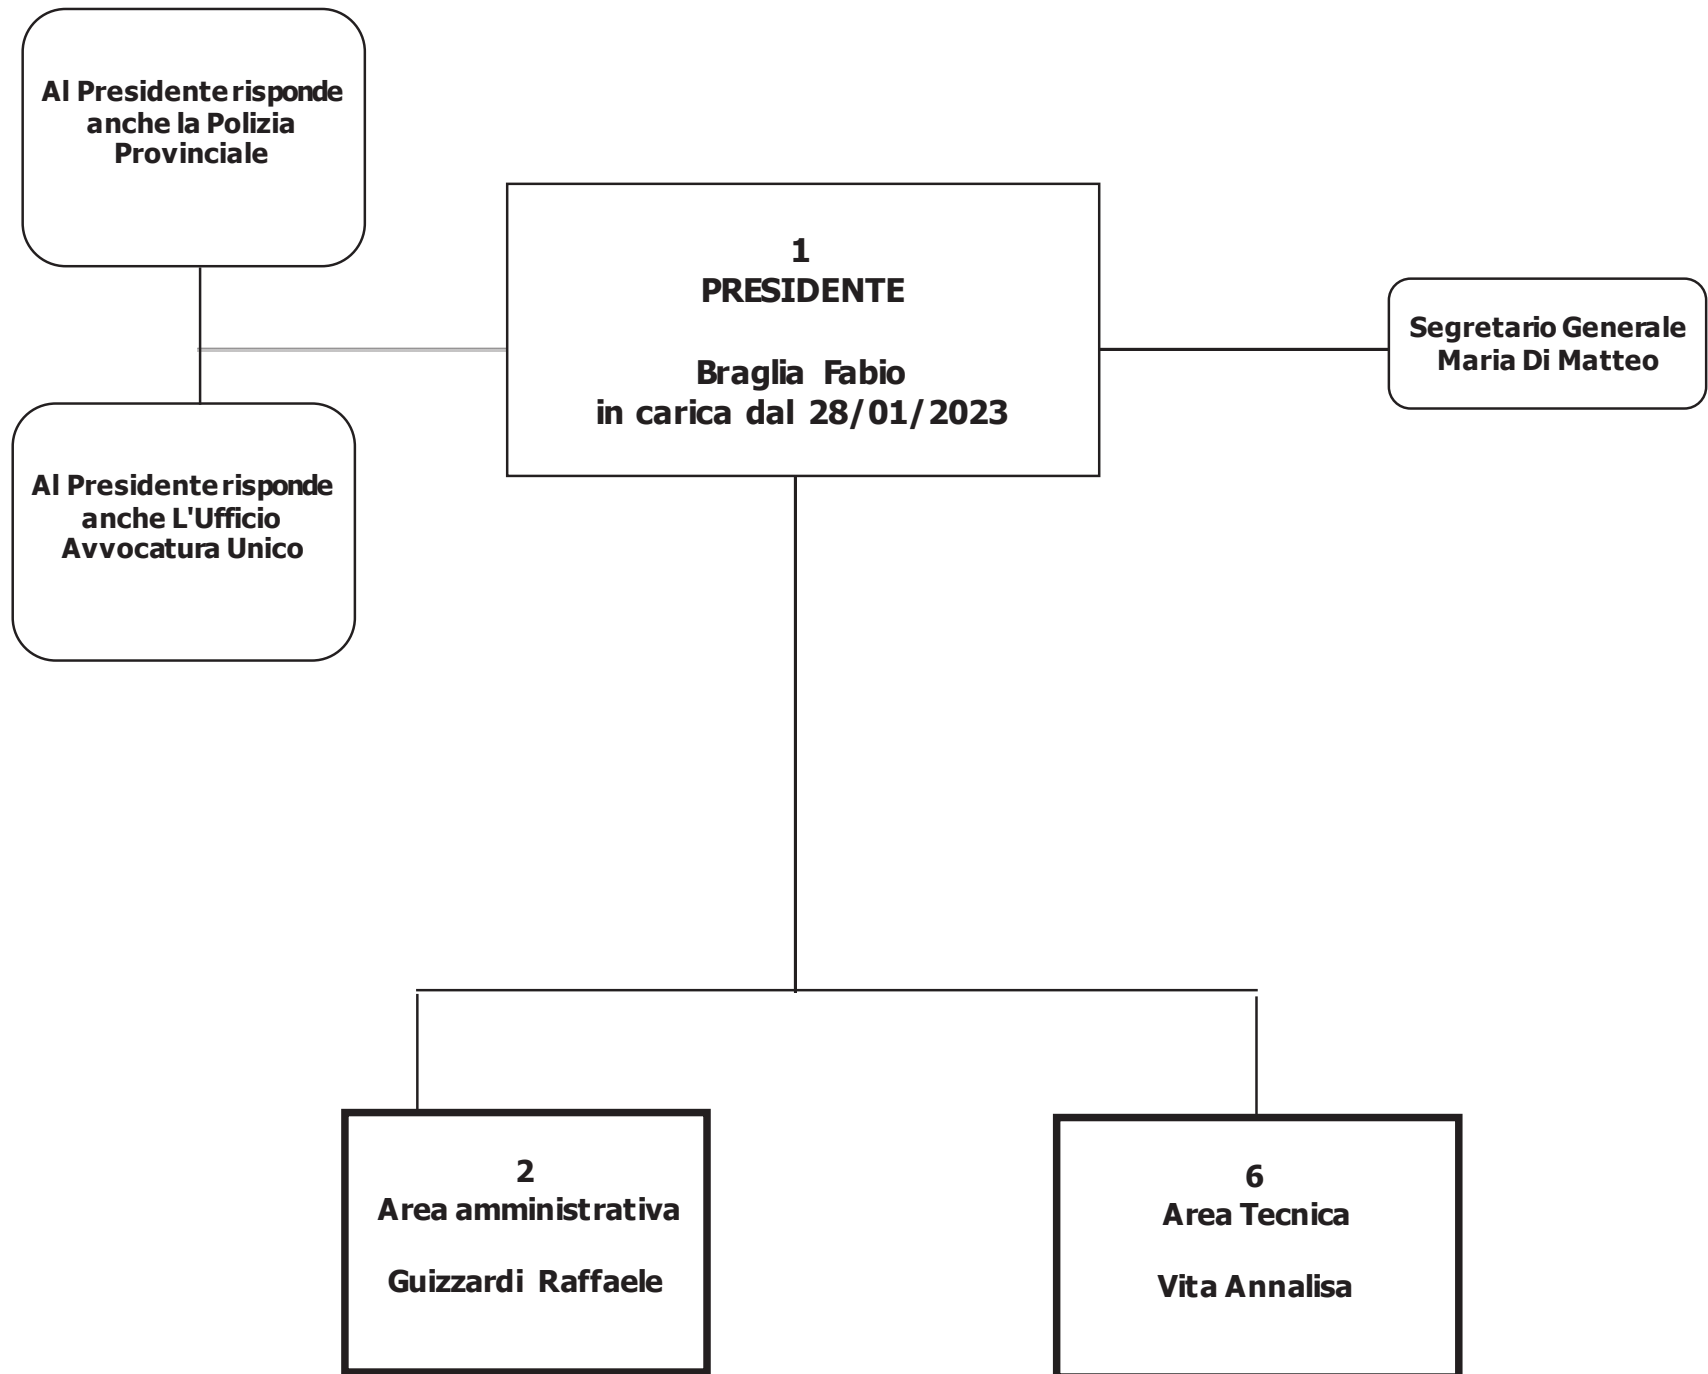 Al Presidente risponde
anche la Polizia
Provinciale
1
PRESIDENTE
Braglia Fabio
in carica dal 28/01/2023
Segretario Generale
Maria Di Matteo
Al Presidente risponde
anche L'Ufficio
Avvocatura Unico
2
Area amministrativa
Guizzardi Raffaele
6
Area Tecnica
Vita Annalisa